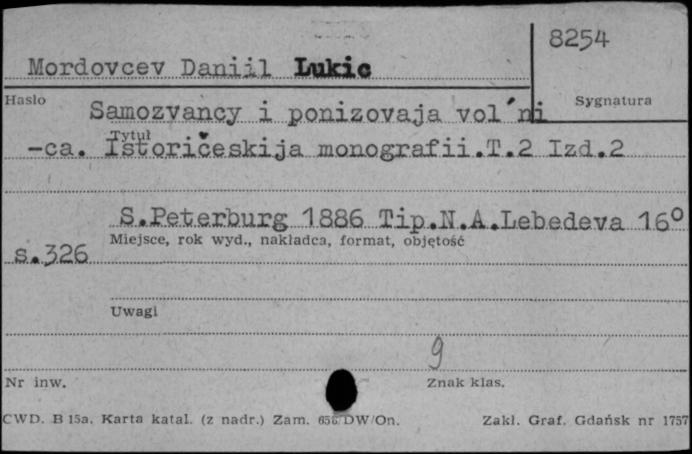 8254
Mordovcev Daniil Lukic
Hasło
Sygnatura
Samozvancy i ponizovaja vol´ni
Tytuł
-ca. Istoričeskija monografii.T.2 Izd.2
S.Peterburg 1886 Tip.N.A.Lebedeva 16°
Miejsce, rok wyd., nakładca, format, objętość
s.326
Uwagi
9
Nr inw.
Znak klas.
CWD. B 15a. Karta katal. (z nadr.) Zam. 656/DW/On.
Zakł. Graf. Gdańsk nr 1757